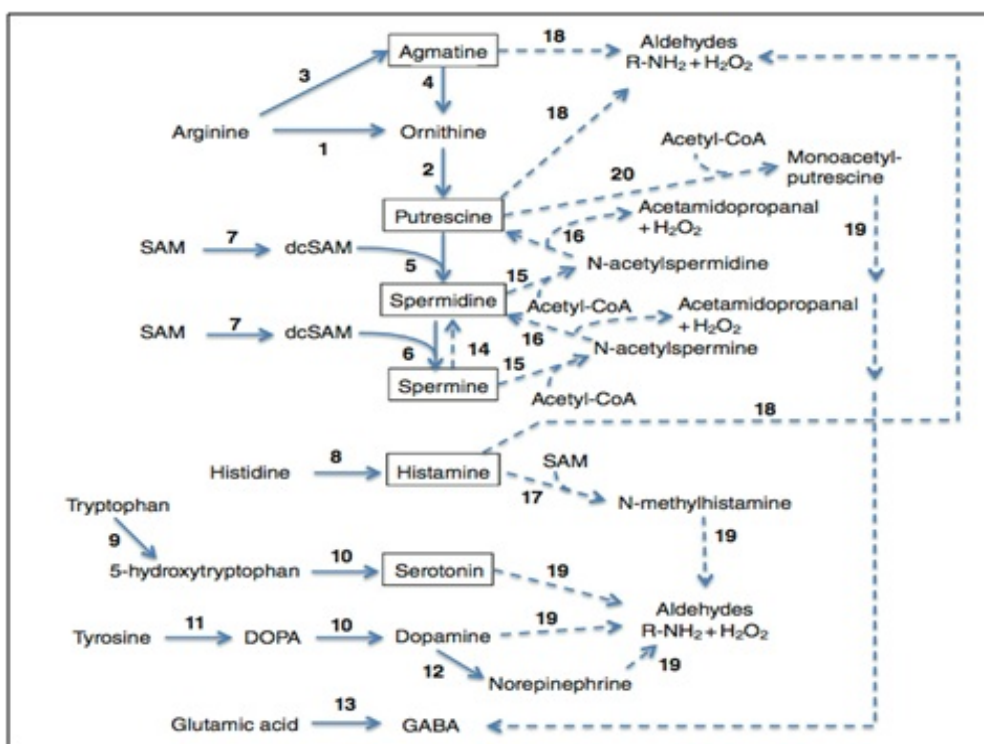 Agmatine
18
Aldehydes
R-NH₂ + H₂O₂
3
4
18
Arginine
Ornithine
1
Acetyl-CoA
Monoacetyl-
putrescine
2
20
Putrescine
Acetamidopropanal
+ H₂O₂
19
SAM
7
dcSAM
16
5
N-acetylspermidine
15
Spermidine
Acetyl-CoA
Acetamidopropanal
+ H₂O₂
SAM
7
dcSAM
16
6
14
15
N-acetylspermine
Spermine
Acetyl-CoA
18
Histidine
8
Histamine
SAM
17
N-methylhistamine
Tryptophan
9
19
5-hydroxytryptophan
10
Serotonin
19
Aldehydes
R-NH₂ + H₂O₂
Tyrosine
11
DOPA
10
Dopamine
19
12
19
Norepinephrine
Glutamic acid
13
GABA